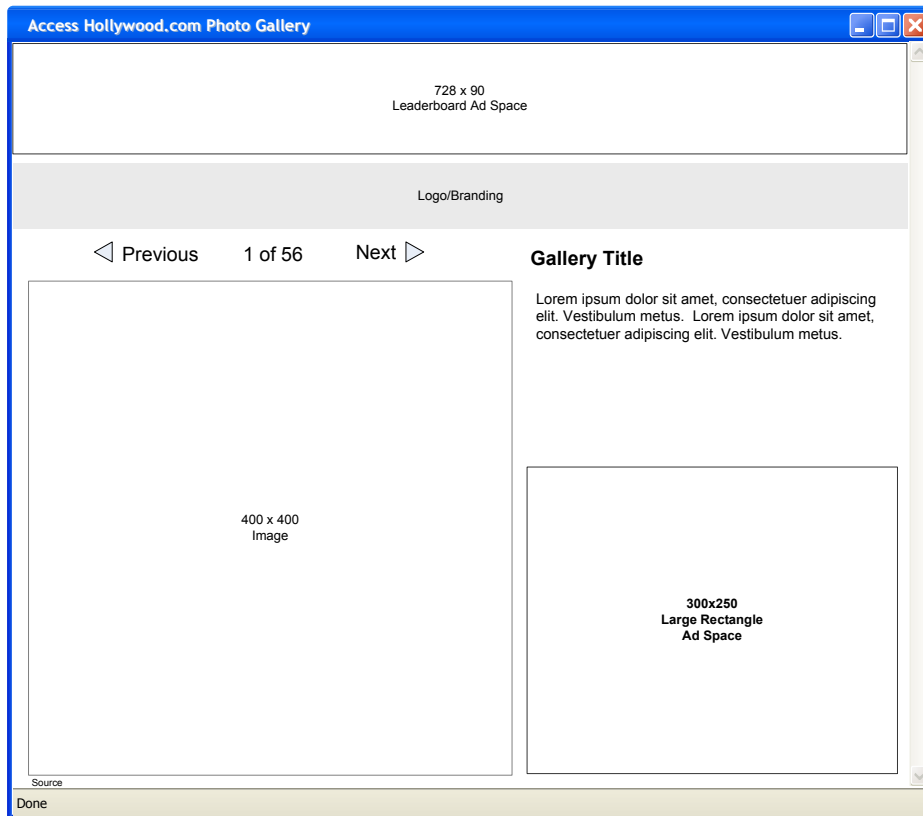 Access Hollywood.com Photo Gallery
728 x 90
Leaderboard Ad Space
Logo/Branding
Previous 1 of 56 Next
Gallery Title
Lorem ipsum dolor sit amet, consectetuer adipiscing
elit. Vestibulum metus.  Lorem ipsum dolor sit amet,
consectetuer adipiscing elit. Vestibulum metus.
400 x 400
Image
300x250
Large Rectangle
Ad Space
Source
Done